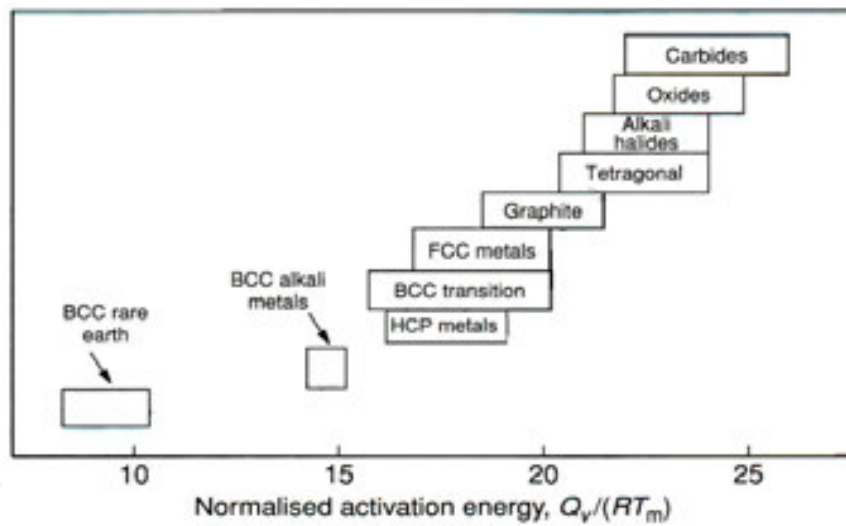 Carbides
Oxides
Alkali
halides
Tetragonal
Graphite
FCC metals
BCC alkali
metals
BCC transition
BCC rare
earth
HCP metals
10 15 20 25
Normalised activation energy, Qᵥ/(RTₘ)